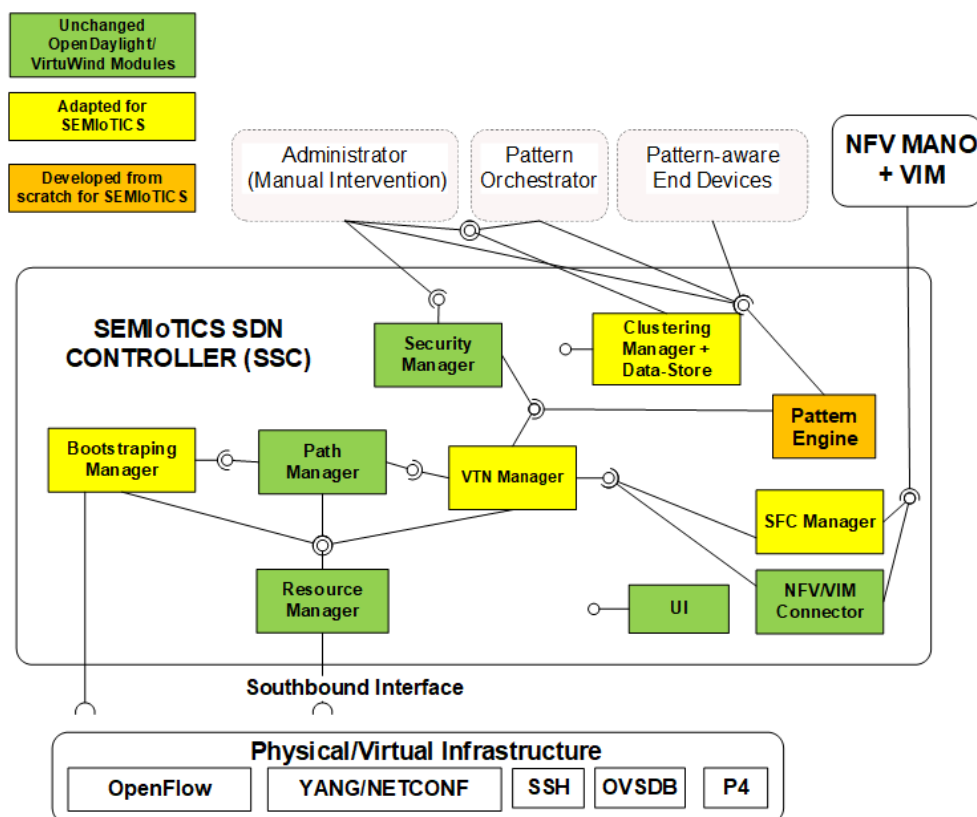 Unchanged
OpenDaylight/
VirtuWind Modules
Adapted for
SEMIoTICS
Developed from
scratch for SEMIoTICS
Administrator
(Manual Intervention)
Pattern
Orchestrator
Pattern-aware
End Devices
NFV MANO
+ VIM
SEMIoTICS SDN
CONTROLLER (SSC)
Security
Manager
Clustering
Manager +
Data-Store
Pattern
Engine
Bootstraping
Manager
Path
Manager
VTN Manager
SFC Manager
Resource
Manager
UI
NFV/VIM
Connector
Southbound Interface
Physical/Virtual Infrastructure
OpenFlow
YANG/NETCONF
SSH
OVSDB
P4